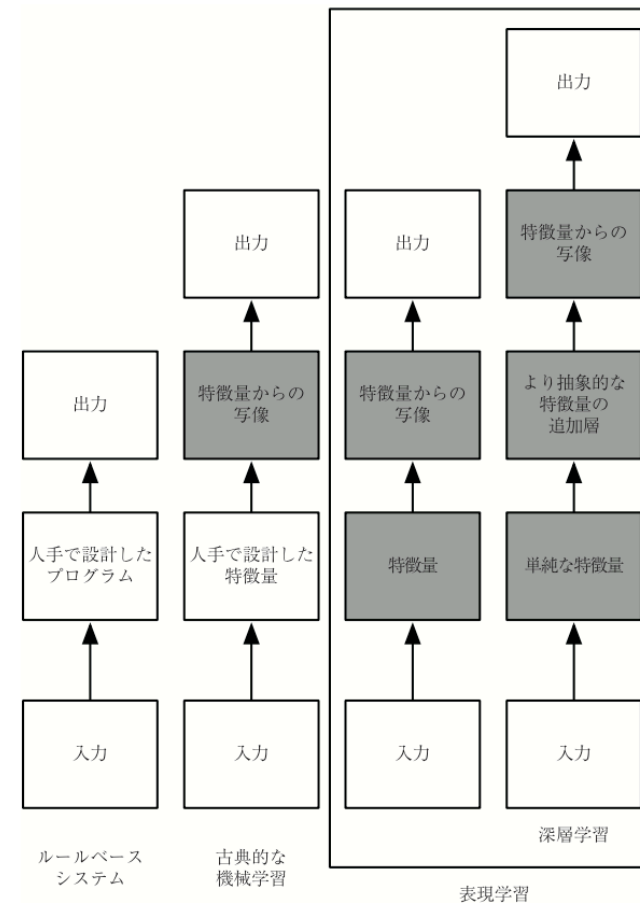 出力
特徴量からの
写像
より抽象的な
特徴量の
追加層
単純な特徴量
入力
深層学習
出力
特徴量からの
写像
特徴量
入力
表現学習
出力
特徴量からの
写像
人手で設計した
特徴量
入力
古典的な
機械学習
出力
人手で設計した
プログラム
入力
ルールベース
システム